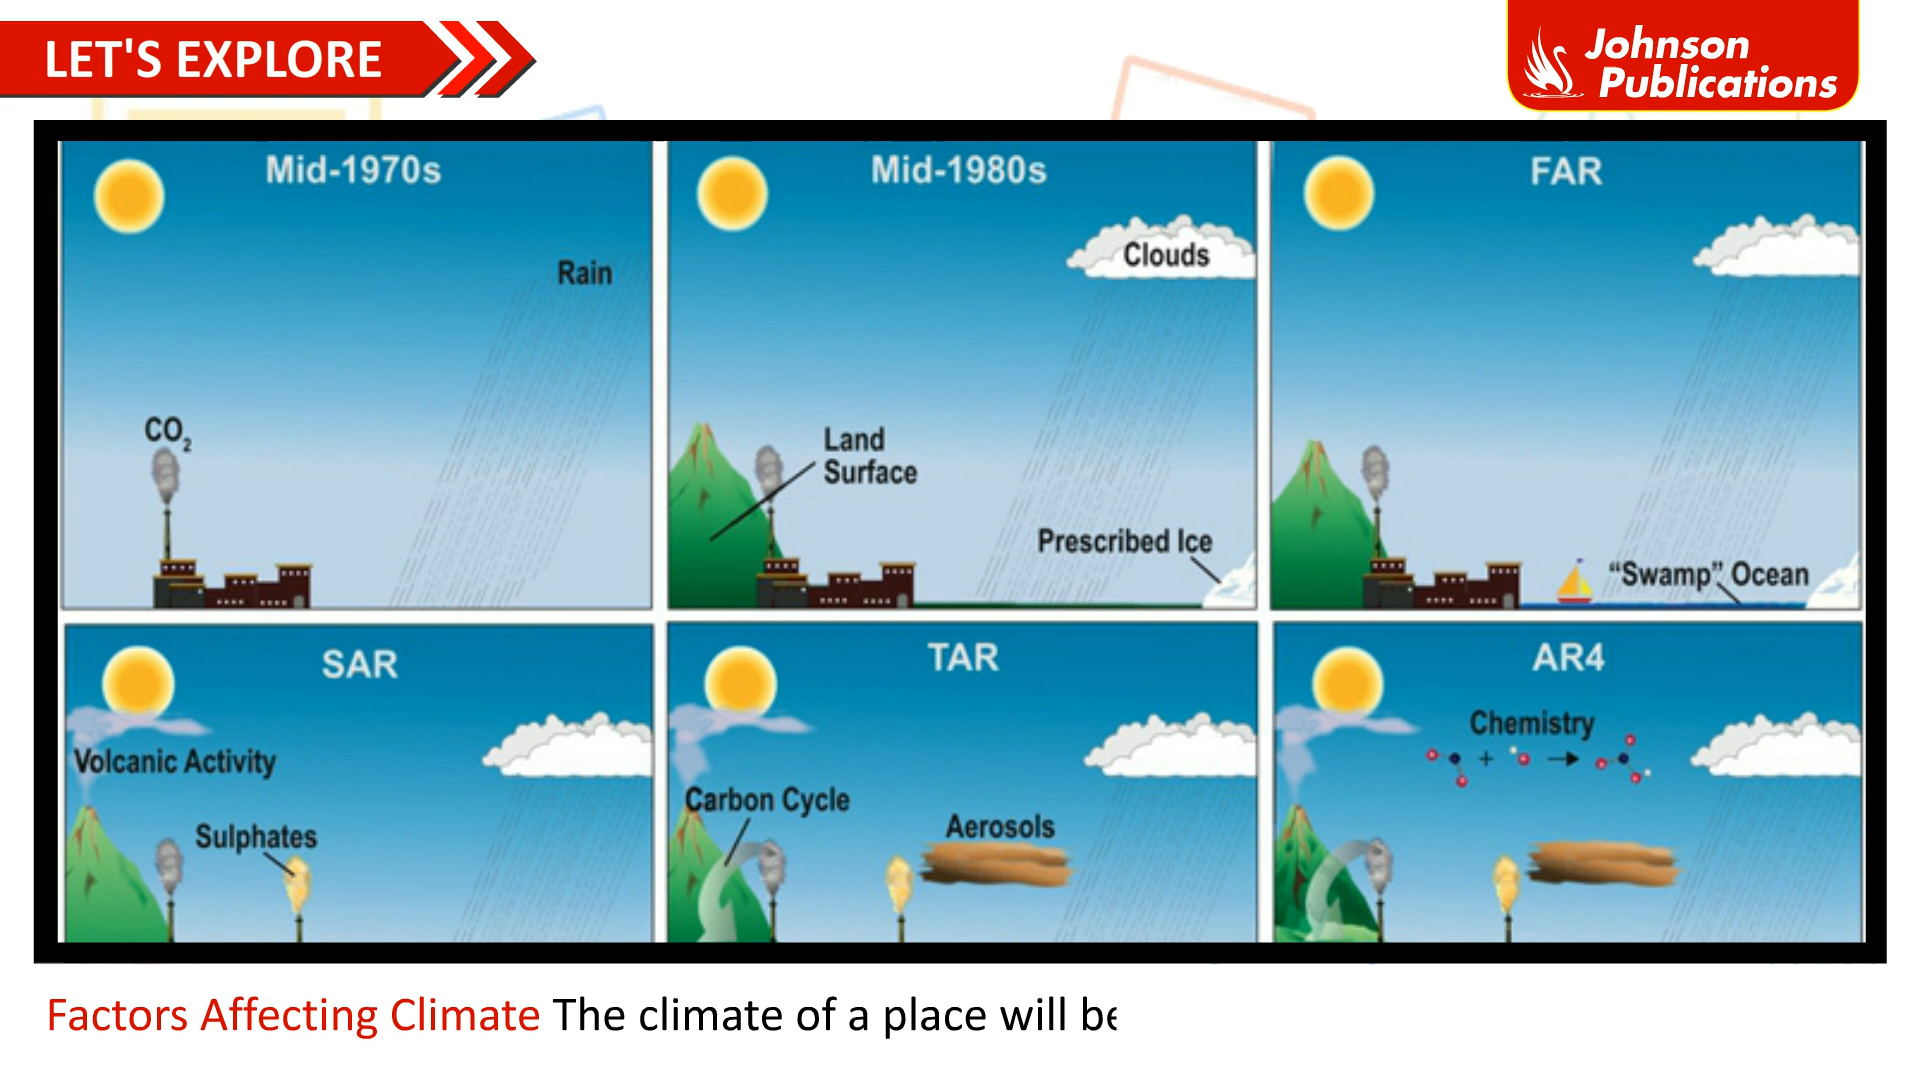 LET'S EXPLORE
Johnson
Publications
Mid-1970s
Rain
CO₂
Mid-1980s
Clouds
Land
Surface
Prescribed Ice
FAR
“Swamp” Ocean
SAR
Volcanic Activity
Sulphates
TAR
Carbon Cycle
Aerosols
AR4
Chemistry
+
Factors Affecting Climate The climate of a place will be